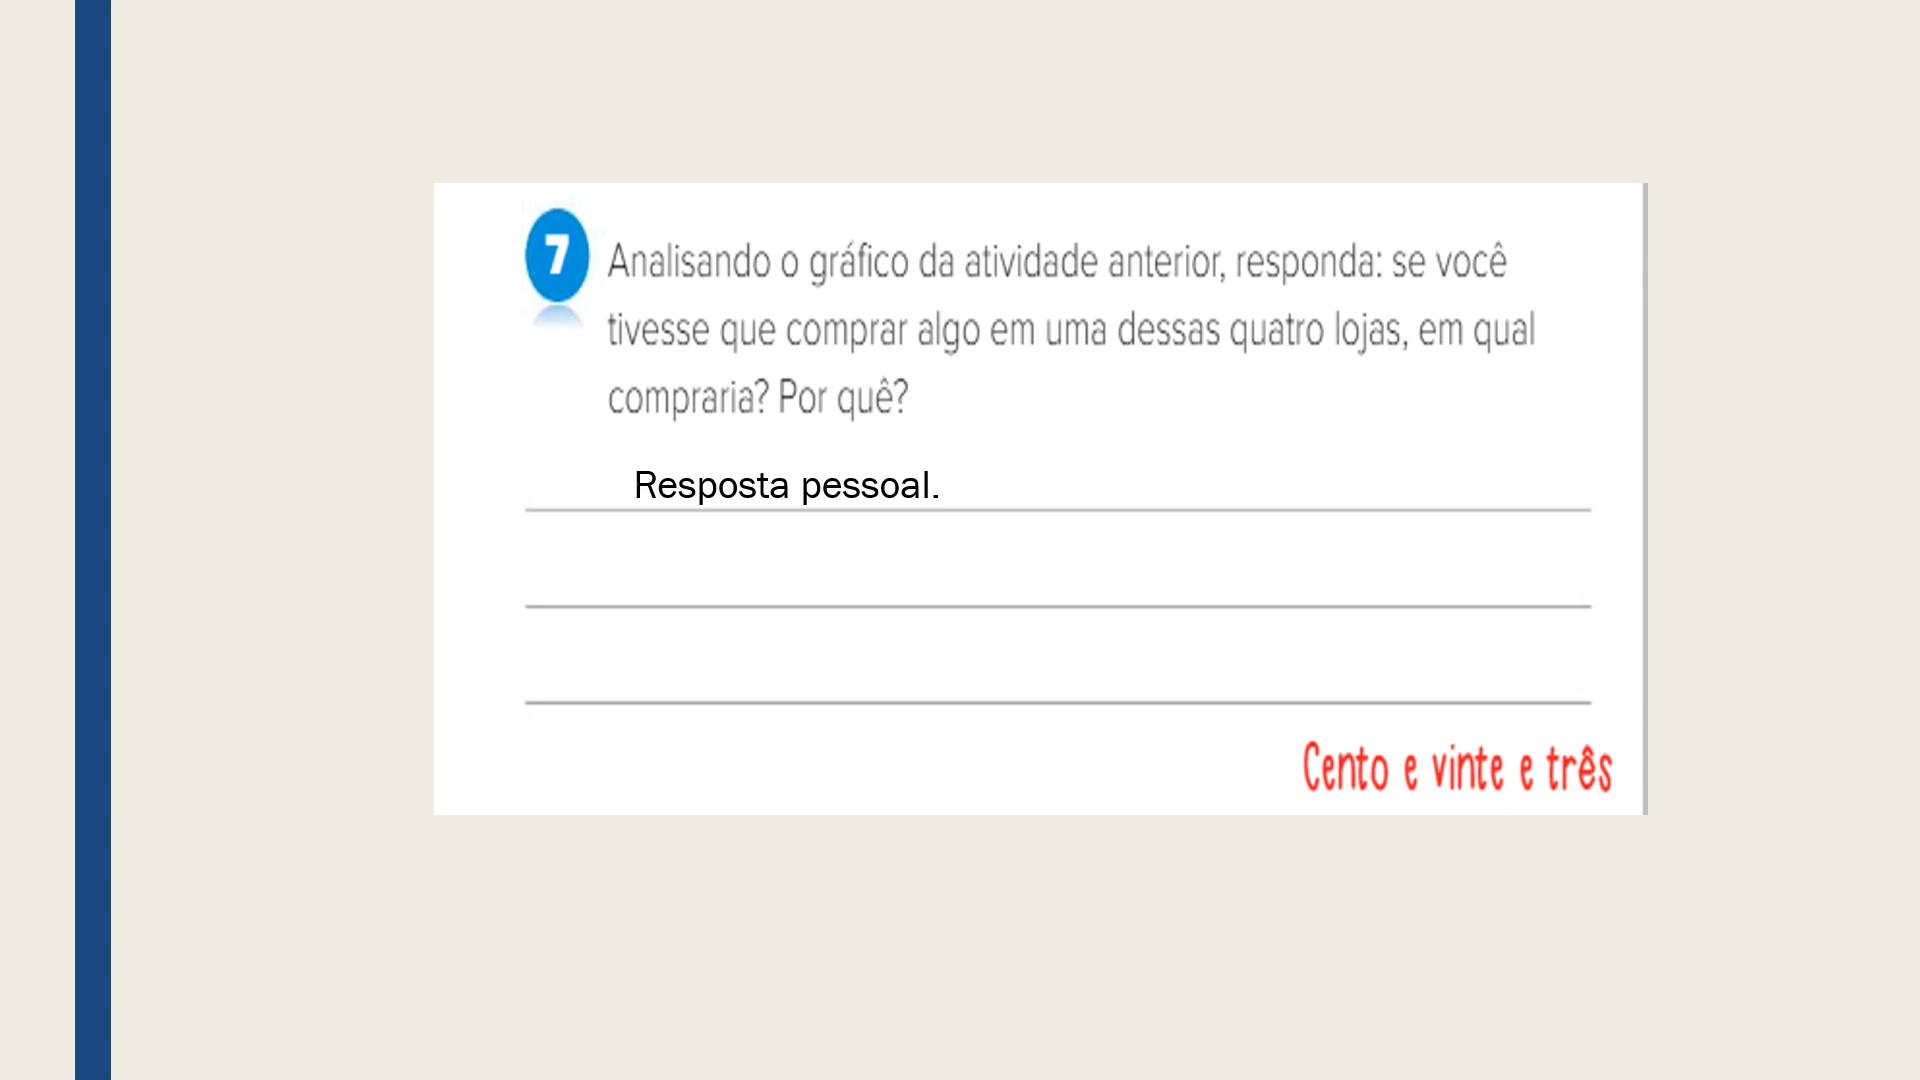 7
Analisando o gráfico da atividade anterior, responda: se você
tivesse que comprar algo em uma dessas quatro lojas, em qual
compraria? Por quê?
Resposta pessoal.
Cento e vinte e três